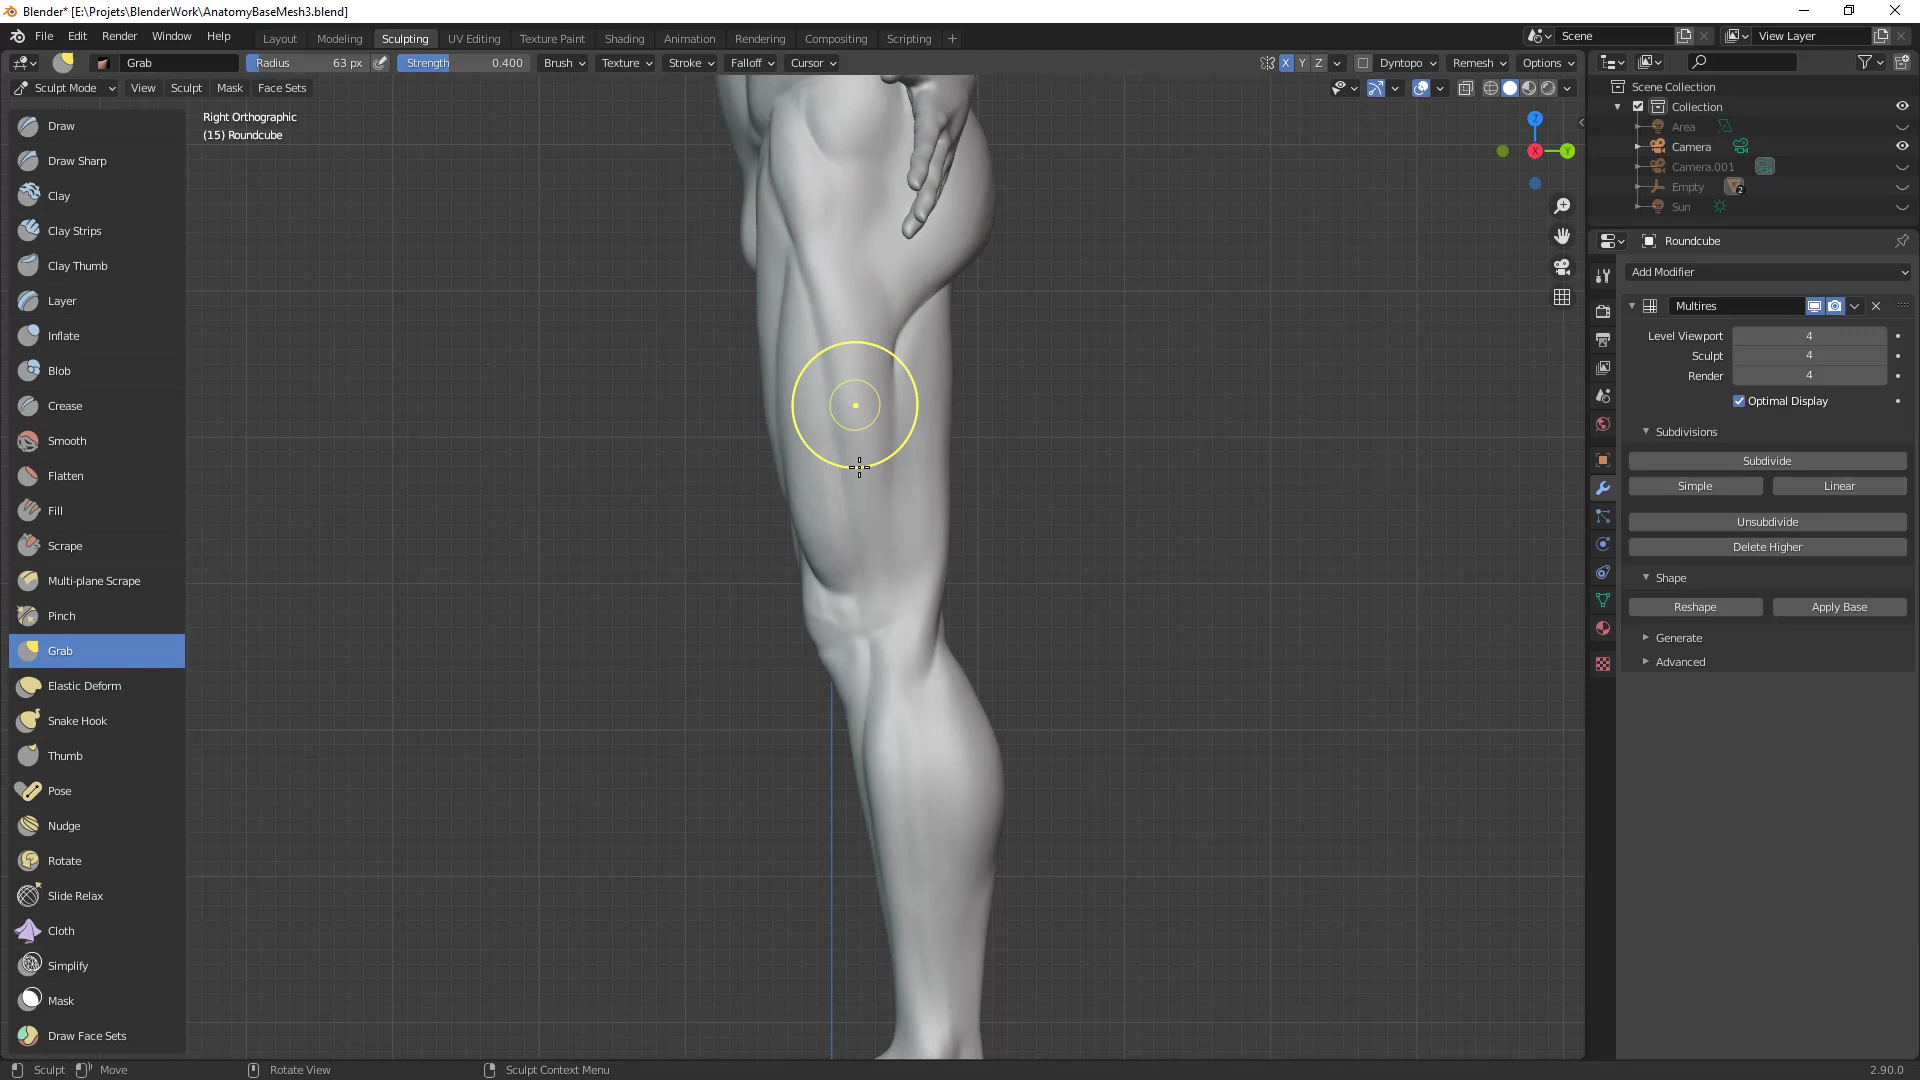 Blender* [E:\Projets\BlenderWork\AnatomyBaseMesh3.blend]
File Edit Render Window Help Layout Modeling Sculpting UV Editing Texture Paint Shading Animation Rendering Compositing Scripting + Scene View Layer
Grab Radius 63 px Strength 0.400 Brush Texture Stroke Falloff Cursor X Y Z Dyntopo Remesh Options
Sculpt Mode View Sculpt Mask Face Sets
Right Orthographic
(15) Roundcube
Draw
Draw Sharp
Clay
Clay Strips
Clay Thumb
Layer
Inflate
Blob
Crease
Smooth
Flatten
Fill
Scrape
Multi-plane Scrape
Pinch
Grab
Elastic Deform
Snake Hook
Thumb
Pose
Nudge
Rotate
Slide Relax
Cloth
Simplify
Mask
Draw Face Sets
Z
X
Y
Scene Collection
Collection
Area
Camera
Camera.001
Empty 2
Sun
Roundcube
Add Modifier
Multires
Level Viewport 4
Sculpt 4
Render 4
Optimal Display
Subdivisions
Subdivide
Simple Linear
Unsubdivide
Delete Higher
Shape
Reshape Apply Base
Generate
Advanced
Sculpt Move Rotate View Sculpt Context Menu 2.90.0